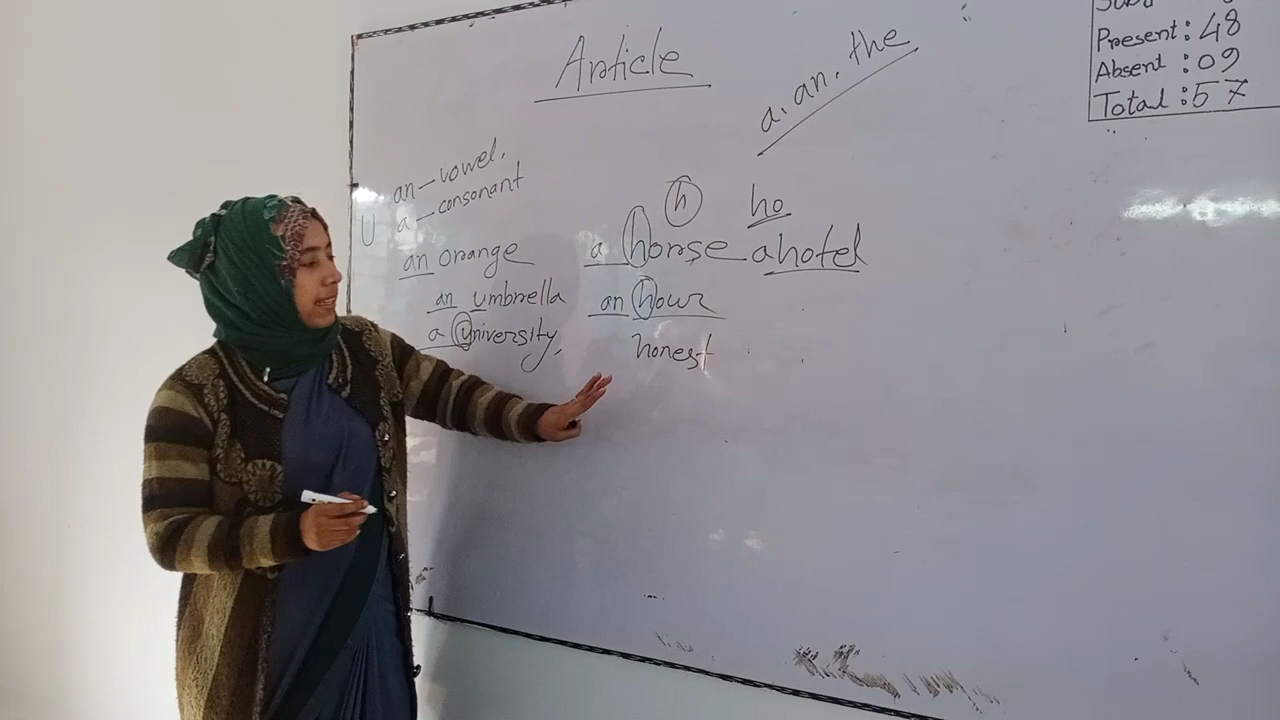 Article
a, an, the
Present: 48
Absent : 09
Total : 57
an – vowel,
U a – consonant
an orange
an umbrella
a university,
h ho
a horse a hotel
an hour
honest